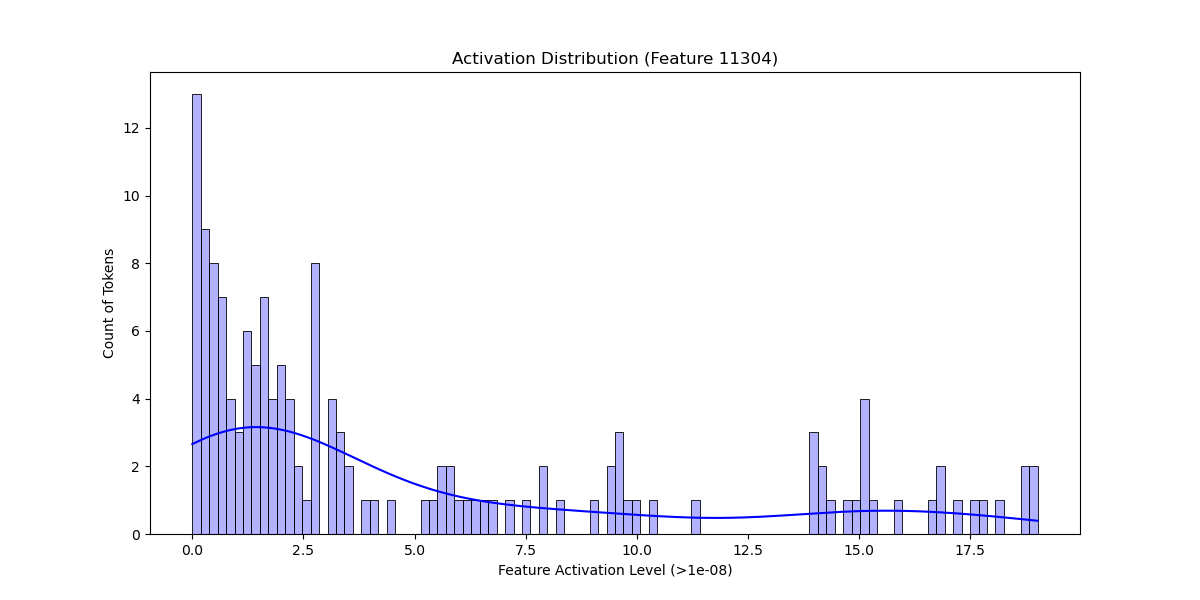 Activation Distribution (Feature 11304)
12
10
8
6
4
2
0
Count of Tokens
0.0 2.5 5.0 7.5 10.0 12.5 15.0 17.5
Feature Activation Level (>1e-08)